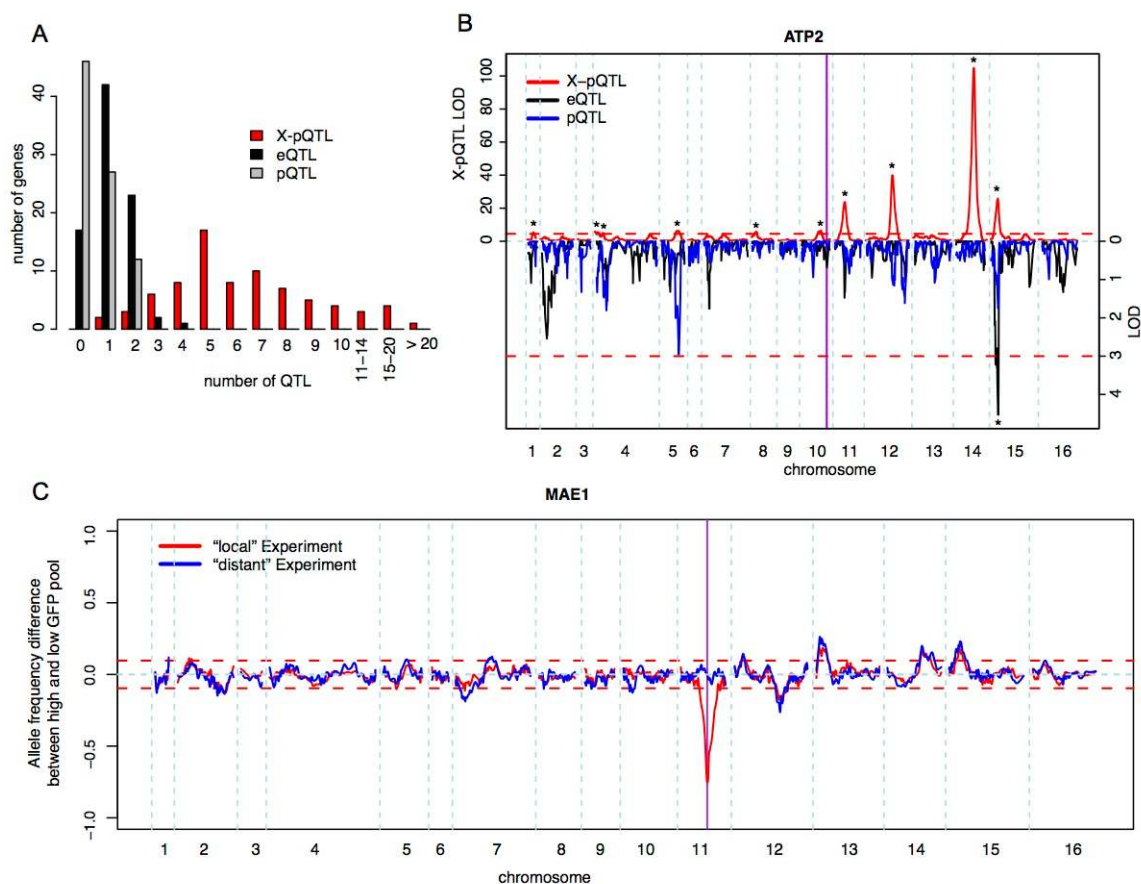 A
number of genes
0
10
20
30
40
X-pQTL
eQTL
pQTL
0 1 2 3 4 5 6 7 8 9 10 11−14 15−20 > 20
number of QTL
B
ATP2
X−pQTL LOD
0 20 40 60 80 100
X−pQTL
eQTL
pQTL
* * * * * * * * * *
0 1 2 3 4
LOD
*
1 2 3 4 5 6 7 8 9 10 11 12 13 14 15 16
chromosome
C
MAE1
Allele frequency difference
between high and low GFP pool
1.0
0.5
0.0
−0.5
−1.0
"local" Experiment
"distant" Experiment
1 2 3 4 5 6 7 8 9 10 11 12 13 14 15 16
chromosome